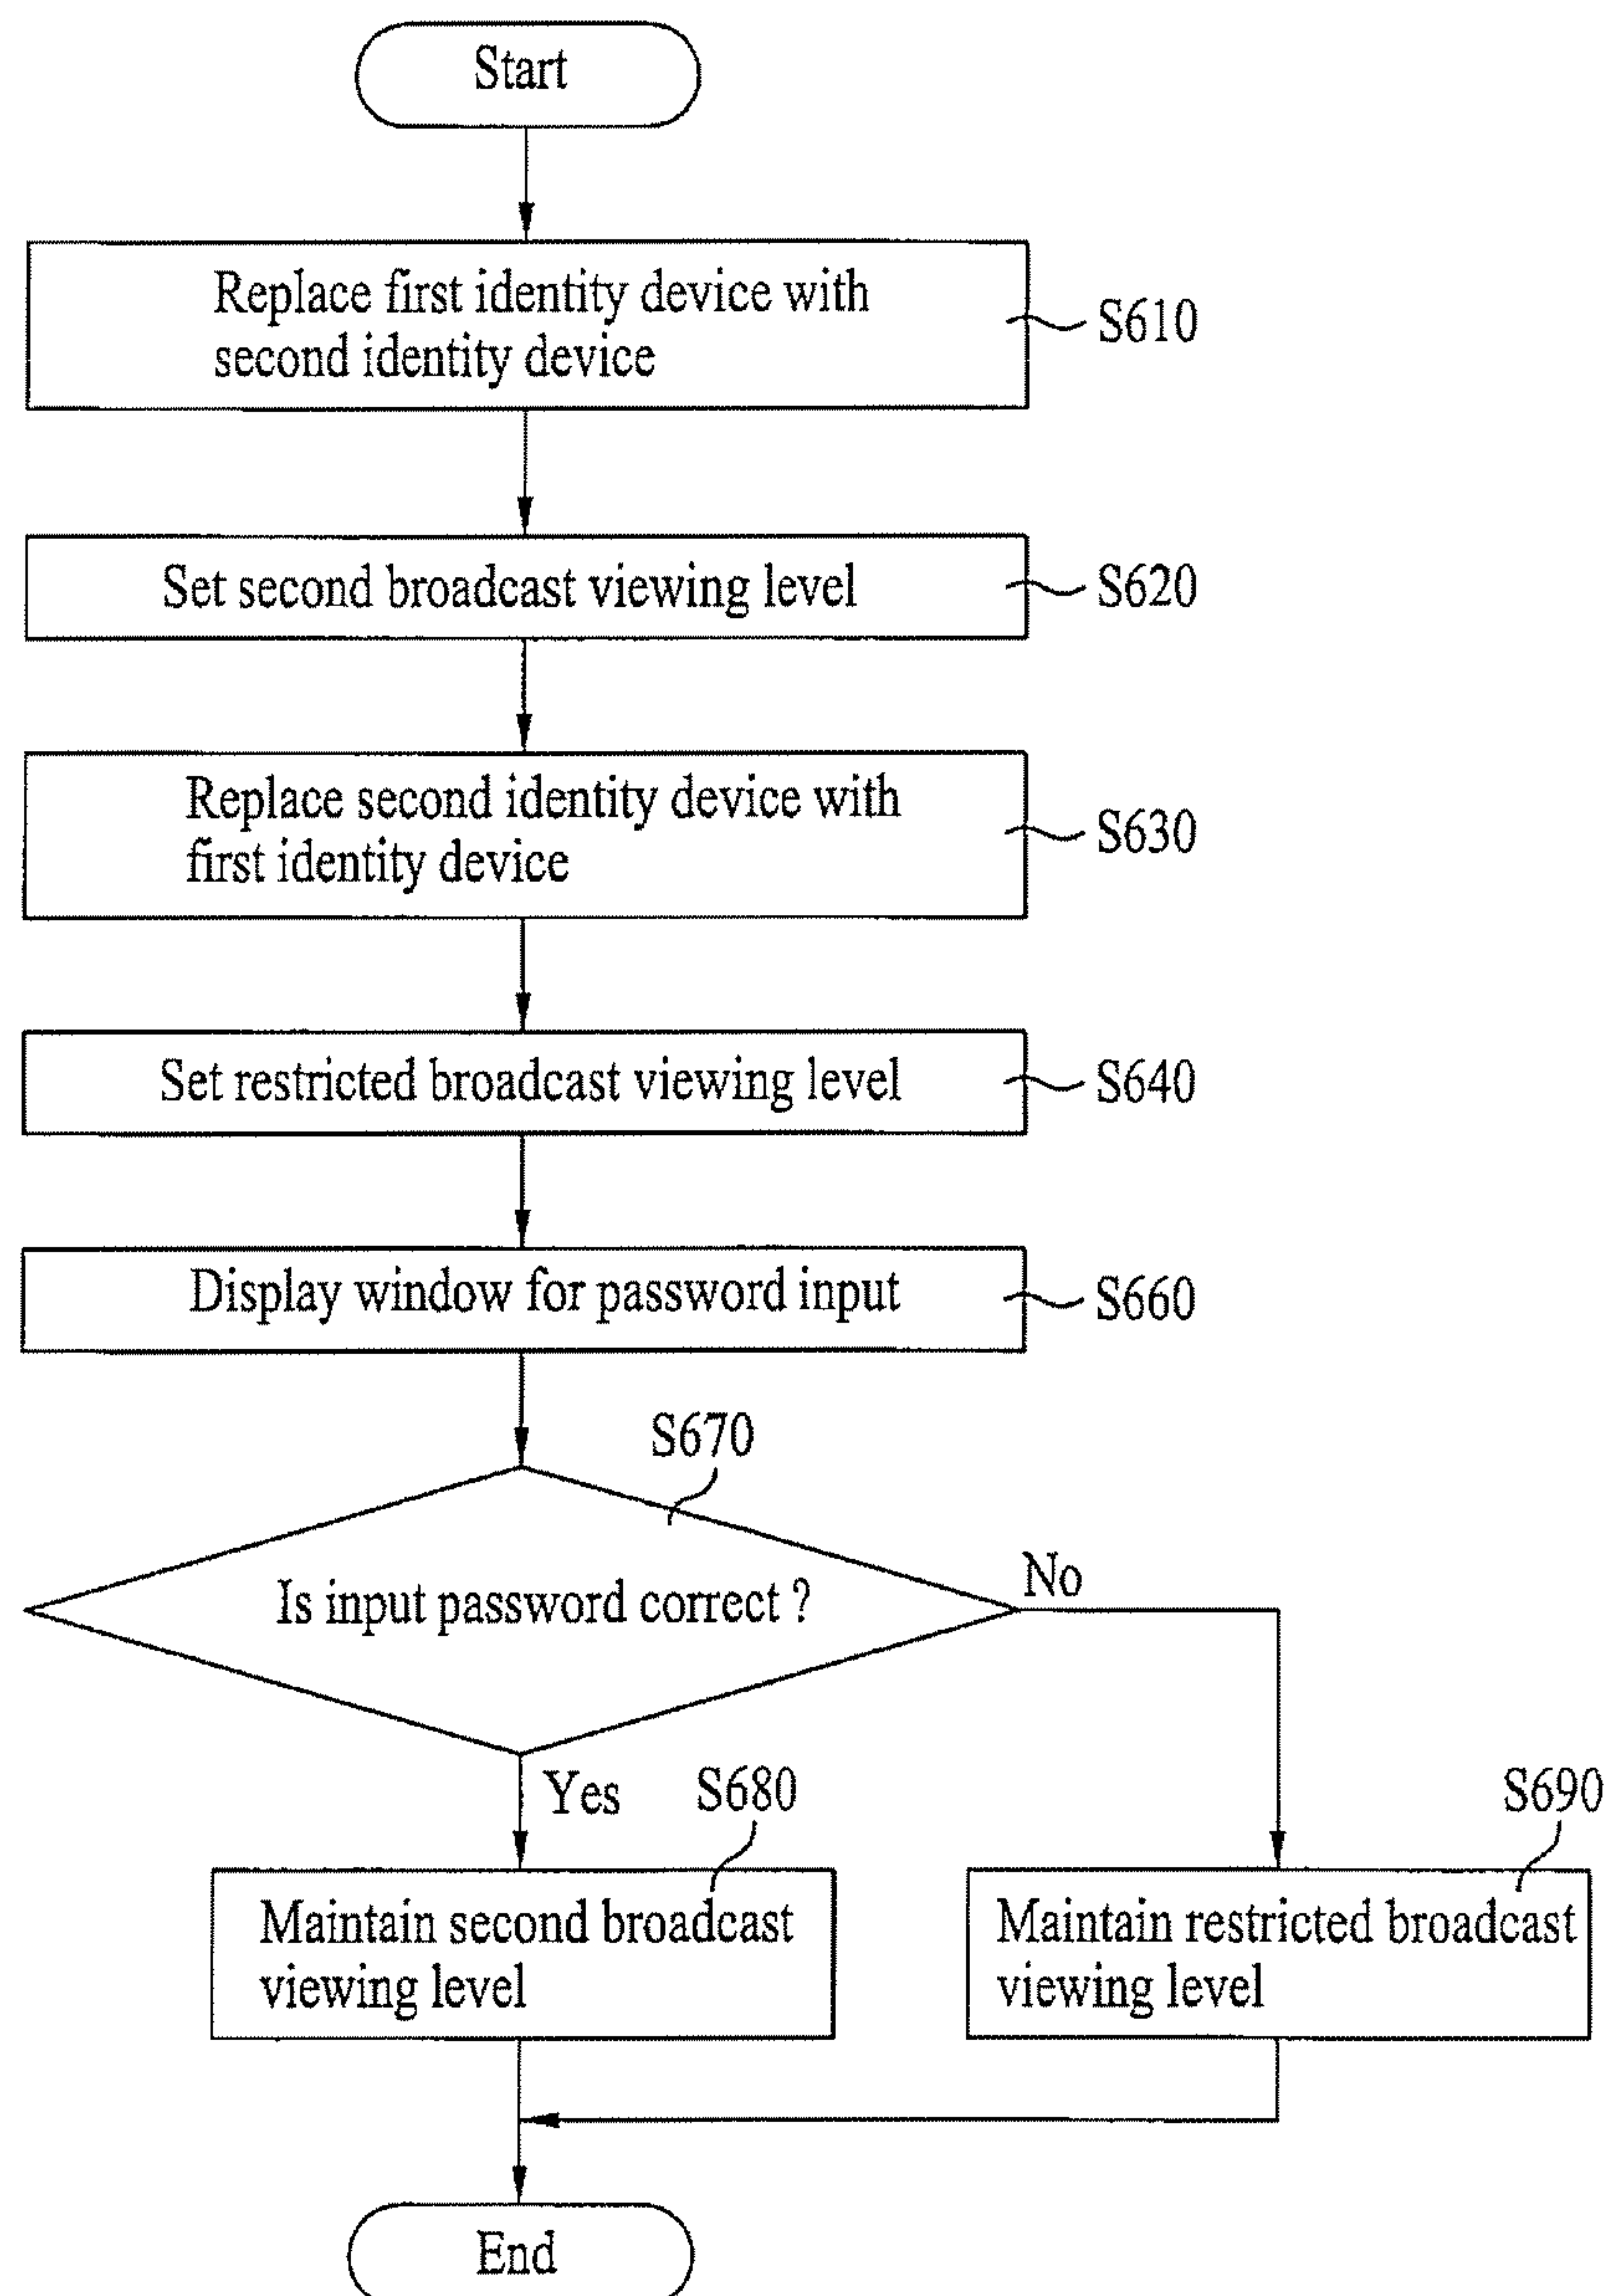 Start
Replace first identity device with
second identity device
S610
Set second broadcast viewing level
S620
Replace second identity device with
first identity device
S630
Set restricted broadcast viewing level
S640
Display window for password input
S660
S670
Is input password correct ?
No
Yes
S680
S690
Maintain second broadcast
viewing level
Maintain restricted broadcast
viewing level
End